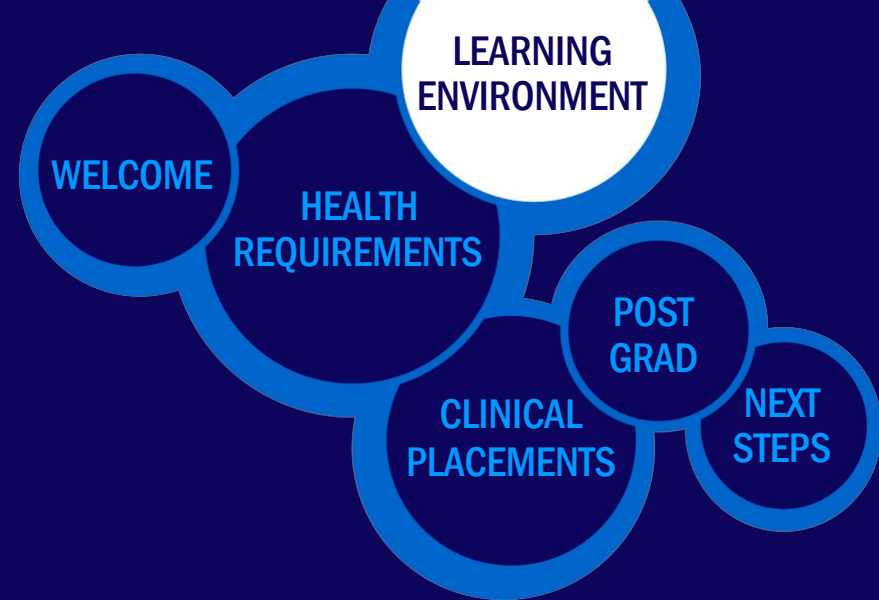 LEARNING
ENVIRONMENT
WELCOME
HEALTH
REQUIREMENTS
POST
GRAD
CLINICAL
PLACEMENTS
NEXT
STEPS